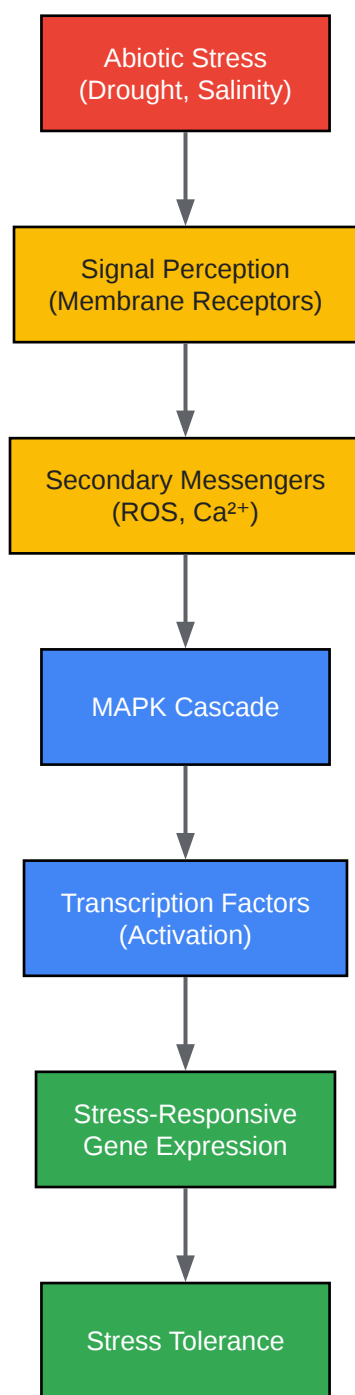 Abiotic Stress
(Drought, Salinity)
Signal Perception
(Membrane Receptors)
Secondary Messengers
(ROS, Ca²⁺)
MAPK Cascade
Transcription Factors
(Activation)
Stress-Responsive
Gene Expression
Stress Tolerance